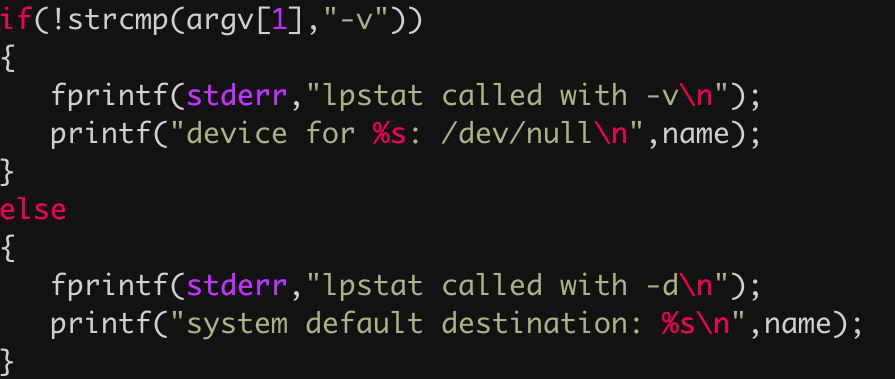 if(!strcmp(argv[1],"-v"))
{
   fprintf(stderr,"lpstat called with -v\n");
   printf("device for %s: /dev/null\n",name);
}
else
{
   fprintf(stderr,"lpstat called with -d\n");
   printf("system default destination: %s\n",name);
}